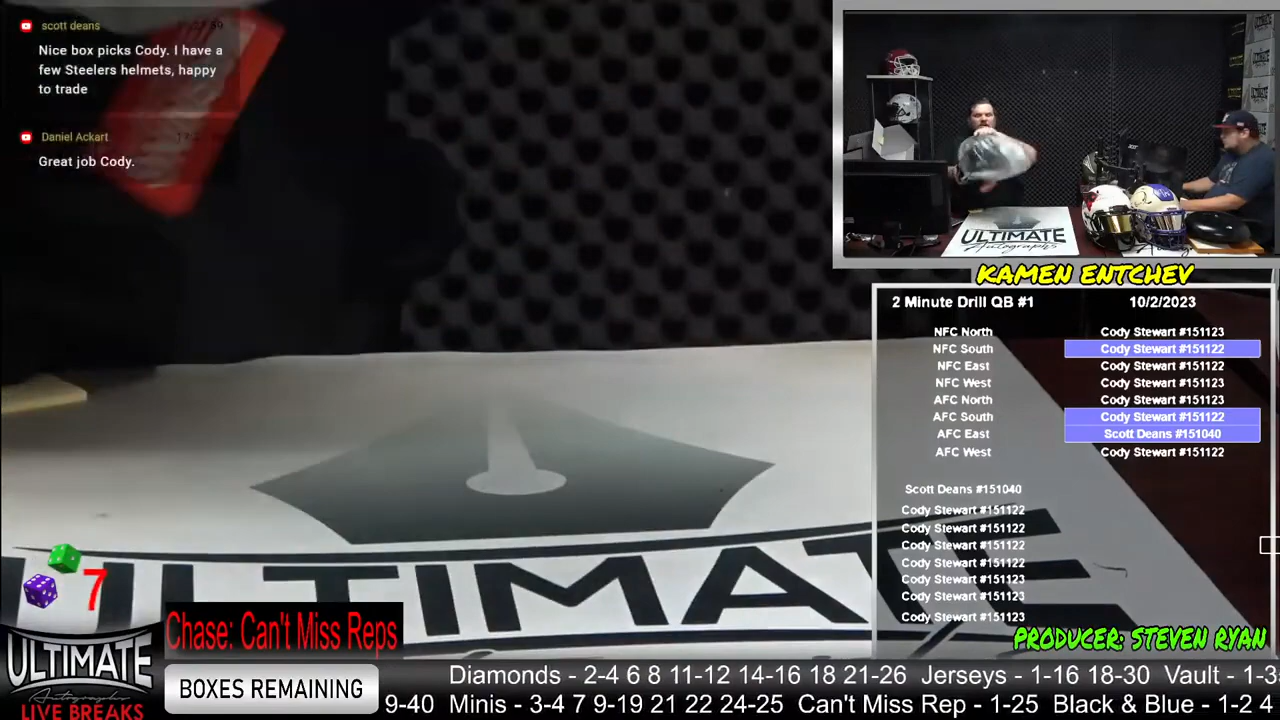 scott deans
Nice box picks Cody. I have a
few Steelers helmets, happy
to trade
Daniel Ackart
Great job Cody.
ULTIMATE
Autographs
KAMEN ENTCHEV
2 Minute Drill QB #1 10/2/2023
NFC North Cody Stewart #151123
NFC South Cody Stewart #151122
NFC East Cody Stewart #151122
NFC West Cody Stewart #151123
AFC North Cody Stewart #151123
AFC South Cody Stewart #151122
AFC East Scott Deans #151040
AFC West Cody Stewart #151122
Scott Deans #151040
Cody Stewart #151122
Cody Stewart #151122
Cody Stewart #151122
Cody Stewart #151122
Cody Stewart #151123
Cody Stewart #151123
Cody Stewart #151123
PRODUCER: STEVEN RYAN
ULTIMATE
7
Chase: Can't Miss Reps
ULTIMATE
Autographs
LIVE BREAKS
BOXES REMAINING
Diamonds - 2-4 6 8 11-12 14-16 18 21-26 Jerseys - 1-16 18-30 Vault - 1-35
9-40 Minis - 3-4 7 9-19 21 22 24-25 Can't Miss Rep - 1-25 Black & Blue - 1-2 4